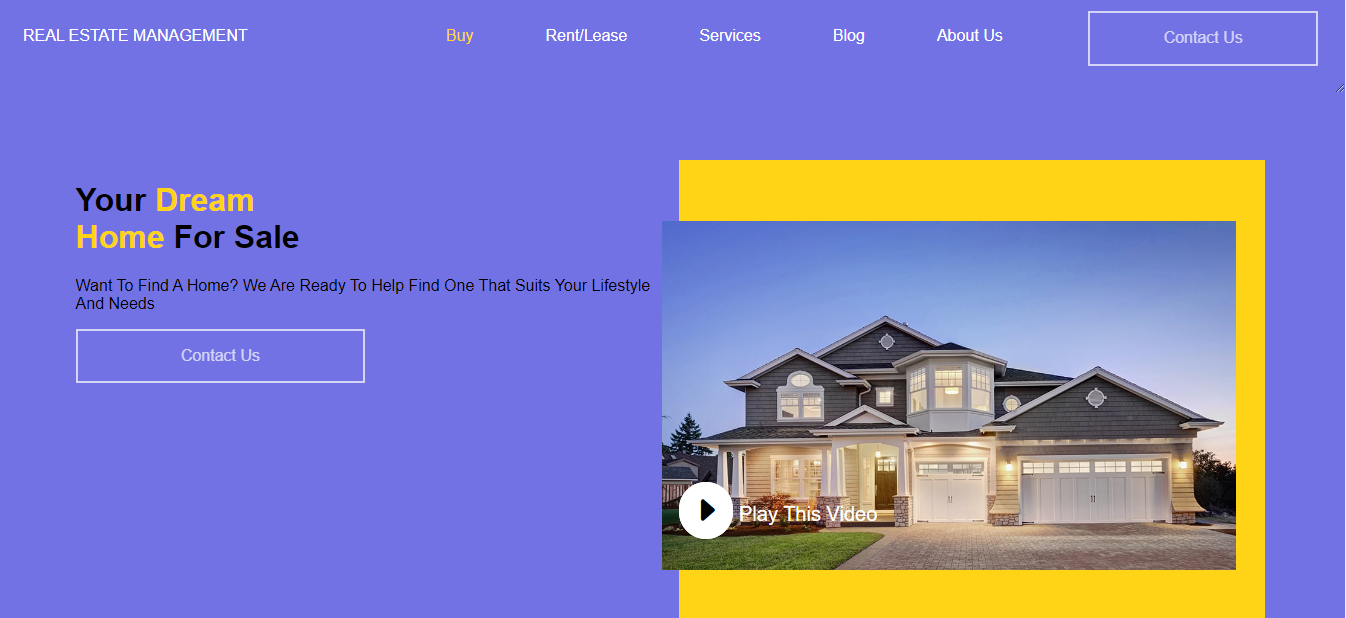 REAL ESTATE MANAGEMENT
Buy
Rent/Lease
Services
Blog
About Us
Contact Us
Your Dream
Home For Sale
Want To Find A Home? We Are Ready To Help Find One That Suits Your Lifestyle
And Needs
Contact Us
Play This Video